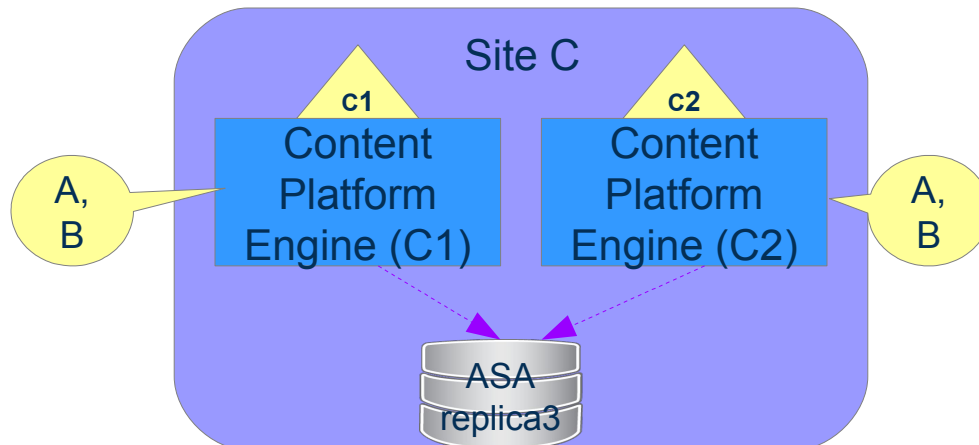 Site C
c1
c2
Content
Platform
Engine (C1)
Content
Platform
Engine (C2)
A,
B
A,
B
ASA
replica3